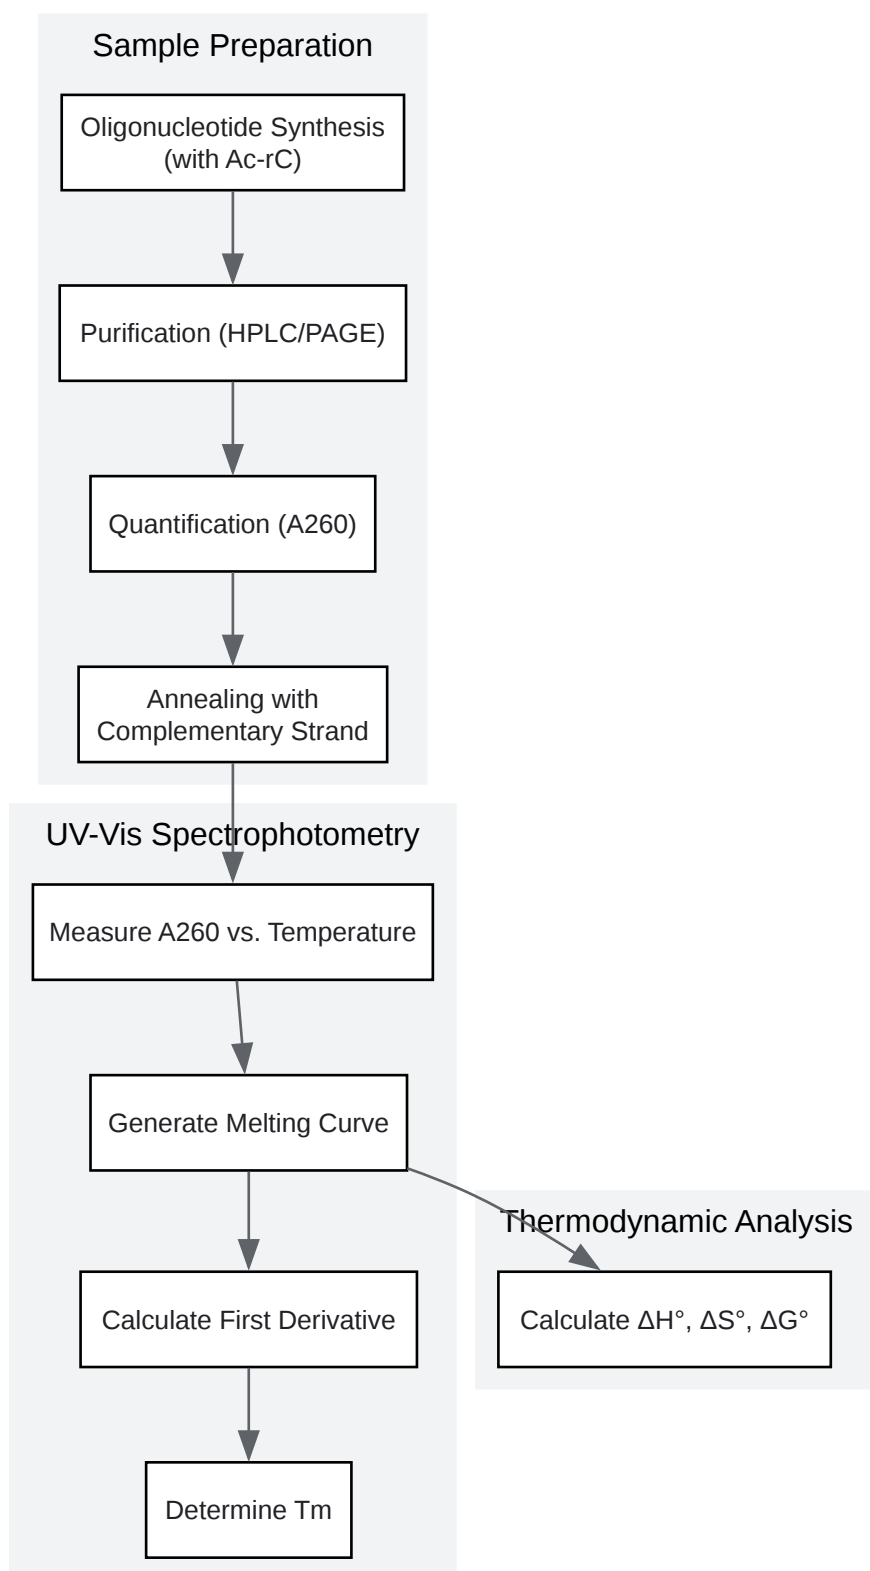 Sample Preparation
Oligonucleotide Synthesis
(with Ac-rC)
Purification (HPLC/PAGE)
Quantification (A260)
Annealing with
Complementary Strand
UV-Vis Spectrophotometry
Measure A260 vs. Temperature
Generate Melting Curve
Thermodynamic Analysis
Calculate First Derivative
Calculate ΔH°, ΔS°, ΔG°
Determine Tm